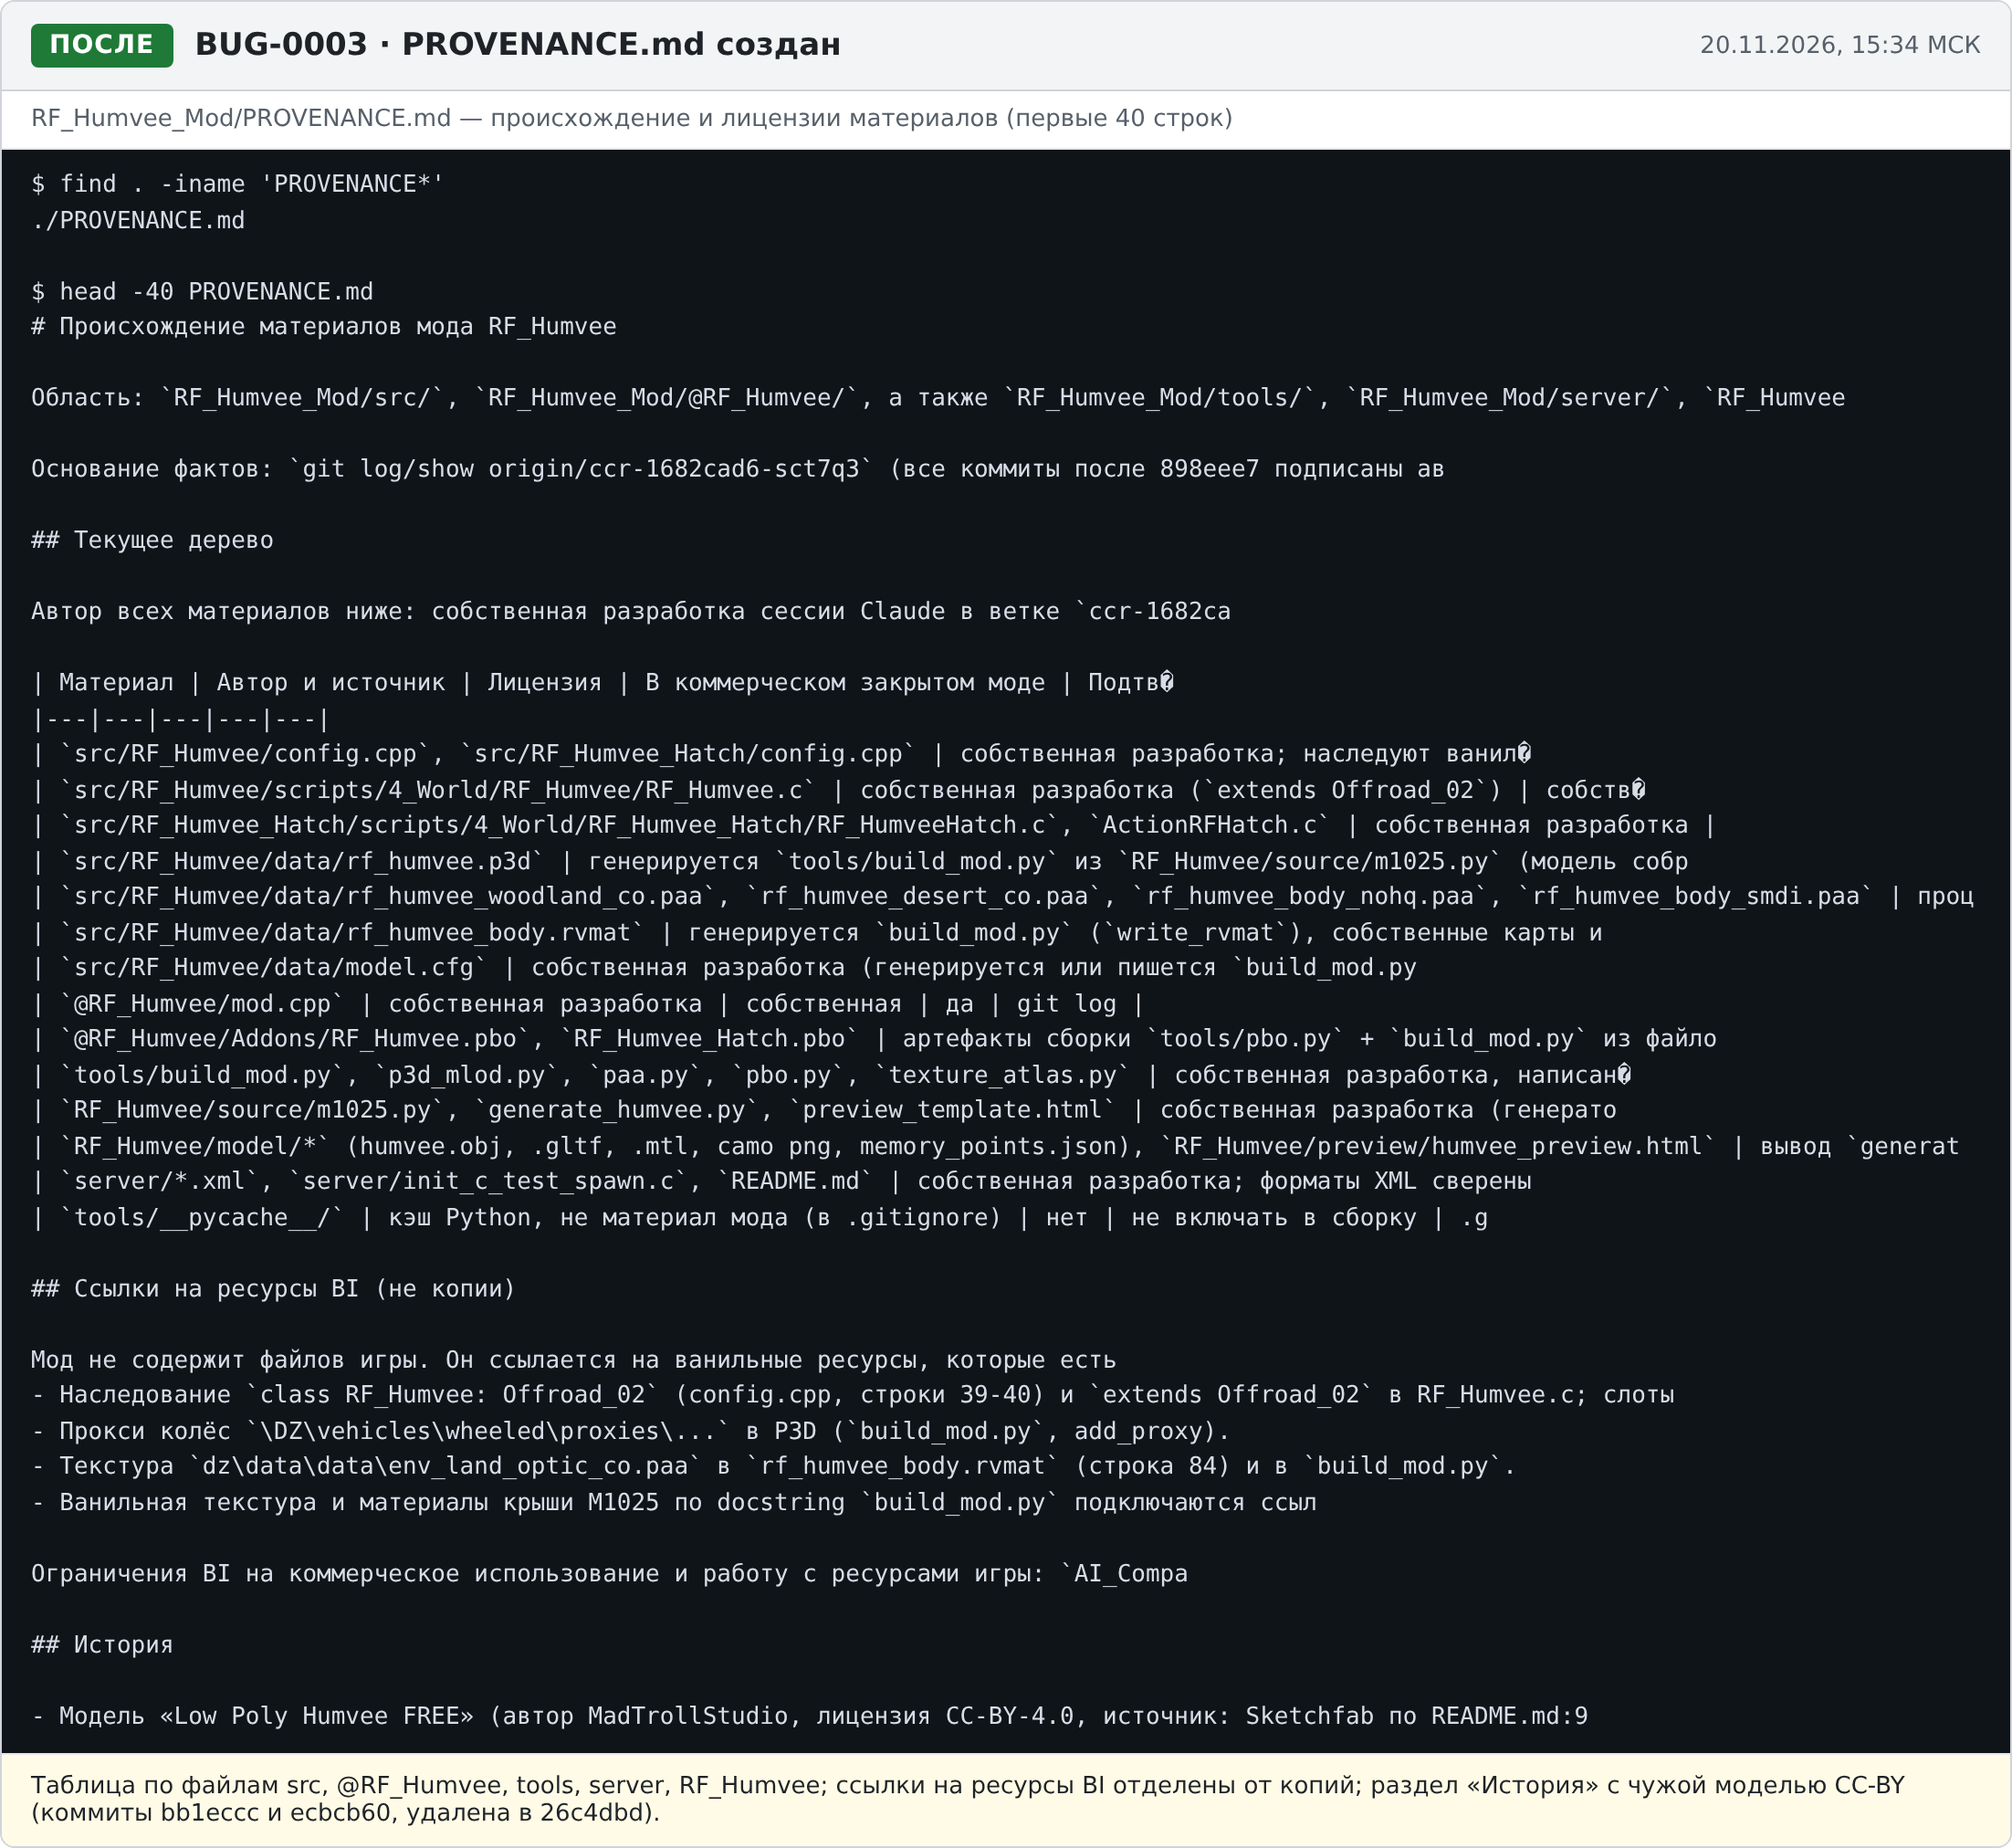 ПОСЛЕ BUG-0003 · PROVENANCE.md создан 20.11.2026, 15:34 МСК
RF_Humvee_Mod/PROVENANCE.md — происхождение и лицензии материалов (первые 40 строк)
$ find . -iname 'PROVENANCE*'
./PROVENANCE.md
$ head -40 PROVENANCE.md
# Происхождение материалов мода RF_Humvee
Область: `RF_Humvee_Mod/src/`, `RF_Humvee_Mod/@RF_Humvee/`, а также `RF_Humvee_Mod/tools/`, `RF_Humvee_Mod/server/`, `RF_Humvee
Основание фактов: `git log/show origin/ccr-1682cad6-sct7q3` (все коммиты после 898eee7 подписаны ав
## Текущее дерево
Автор всех материалов ниже: собственная разработка сессии Claude в ветке `ccr-1682ca
| Материал | Автор и источник | Лицензия | В коммерческом закрытом моде | Подтв�
|---|---|---|---|---|
| `src/RF_Humvee/config.cpp`, `src/RF_Humvee_Hatch/config.cpp` | собственная разработка; наследуют ванил�
| `src/RF_Humvee/scripts/4_World/RF_Humvee/RF_Humvee.c` | собственная разработка (`extends Offroad_02`) | собств�
| `src/RF_Humvee_Hatch/scripts/4_World/RF_Humvee_Hatch/RF_HumveeHatch.c`, `ActionRFHatch.c` | собственная разработка |
| `src/RF_Humvee/data/rf_humvee.p3d` | генерируется `tools/build_mod.py` из `RF_Humvee/source/m1025.py` (модель собр
| `src/RF_Humvee/data/rf_humvee_woodland_co.paa`, `rf_humvee_desert_co.paa`, `rf_humvee_body_nohq.paa`, `rf_humvee_body_smdi.paa` | проц
| `src/RF_Humvee/data/rf_humvee_body.rvmat` | генерируется `build_mod.py` (`write_rvmat`), собственные карты и
| `src/RF_Humvee/data/model.cfg` | собственная разработка (генерируется или пишется `build_mod.py
| `@RF_Humvee/mod.cpp` | собственная разработка | собственная | да | git log |
| `@RF_Humvee/Addons/RF_Humvee.pbo`, `RF_Humvee_Hatch.pbo` | артефакты сборки `tools/pbo.py` + `build_mod.py` из файло
| `tools/build_mod.py`, `p3d_mlod.py`, `paa.py`, `pbo.py`, `texture_atlas.py` | собственная разработка, написан�
| `RF_Humvee/source/m1025.py`, `generate_humvee.py`, `preview_template.html` | собственная разработка (генерато
| `RF_Humvee/model/*` (humvee.obj, .gltf, .mtl, camo png, memory_points.json), `RF_Humvee/preview/humvee_preview.html` | вывод `generat
| `server/*.xml`, `server/init_c_test_spawn.c`, `README.md` | собственная разработка; форматы XML сверены
| `tools/__pycache__/` | кэш Python, не материал мода (в .gitignore) | нет | не включать в сборку | .g
## Ссылки на ресурсы BI (не копии)
Мод не содержит файлов игры. Он ссылается на ванильные ресурсы, которые есть
- Наследование `class RF_Humvee: Offroad_02` (config.cpp, строки 39-40) и `extends Offroad_02` в RF_Humvee.c; слоты
- Прокси колёс `\DZ\vehicles\wheeled\proxies\...` в P3D (`build_mod.py`, add_proxy).
- Текстура `dz\data\data\env_land_optic_co.paa` в `rf_humvee_body.rvmat` (строка 84) и в `build_mod.py`.
- Ванильная текстура и материалы крыши M1025 по docstring `build_mod.py` подключаются ссыл
Ограничения BI на коммерческое использование и работу с ресурсами игры: `AI_Compa
## История
- Модель «Low Poly Humvee FREE» (автор MadTrollStudio, лицензия CC-BY-4.0, источник: Sketchfab по README.md:9
Таблица по файлам src, @RF_Humvee, tools, server, RF_Humvee; ссылки на ресурсы BI отделены от копий; раздел «История» с чужой моделью CC-BY
(коммиты bb1eccc и ecbcb60, удалена в 26c4dbd).